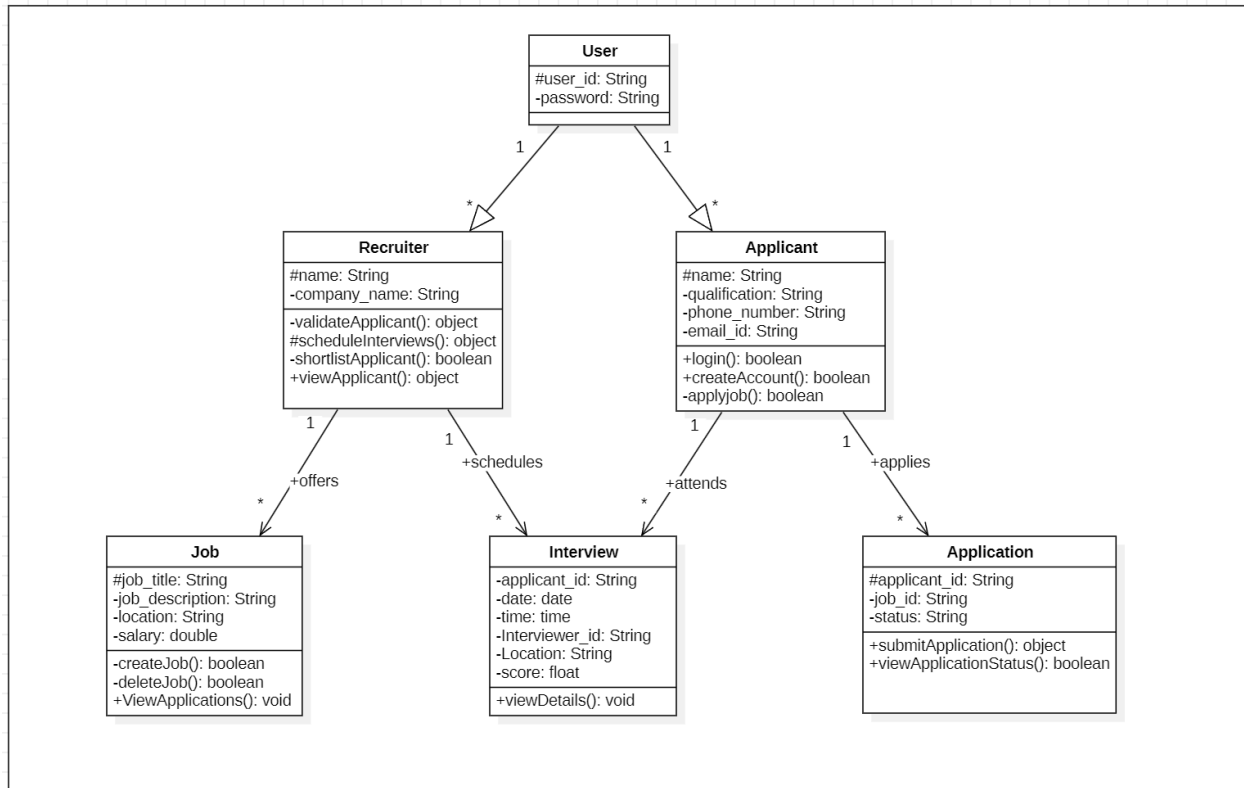 User
#user_id: String
-password: String
1
1
*
*
Recruiter
#name: String
-company_name: String
-validateApplicant(): object
#scheduleInterviews(): object
-shortlistApplicant(): boolean
+viewApplicant(): object
Applicant
#name: String
-qualification: String
-phone_number: String
-email_id: String
+login(): boolean
+createAccount(): boolean
-applyjob(): boolean
1
+offers
*
1
+schedules
*
1
+attends
*
1
+applies
*
Job
#job_title: String
-job_description: String
-location: String
-salary: double
-createJob(): boolean
-deleteJob(): boolean
+ViewApplications(): void
Interview
-applicant_id: String
-date: date
-time: time
-Interviewer_id: String
-Location: String
-score: float
+viewDetails(): void
Application
#applicant_id: String
-job_id: String
-status: String
+submitApplication(): object
+viewApplicationStatus(): boolean